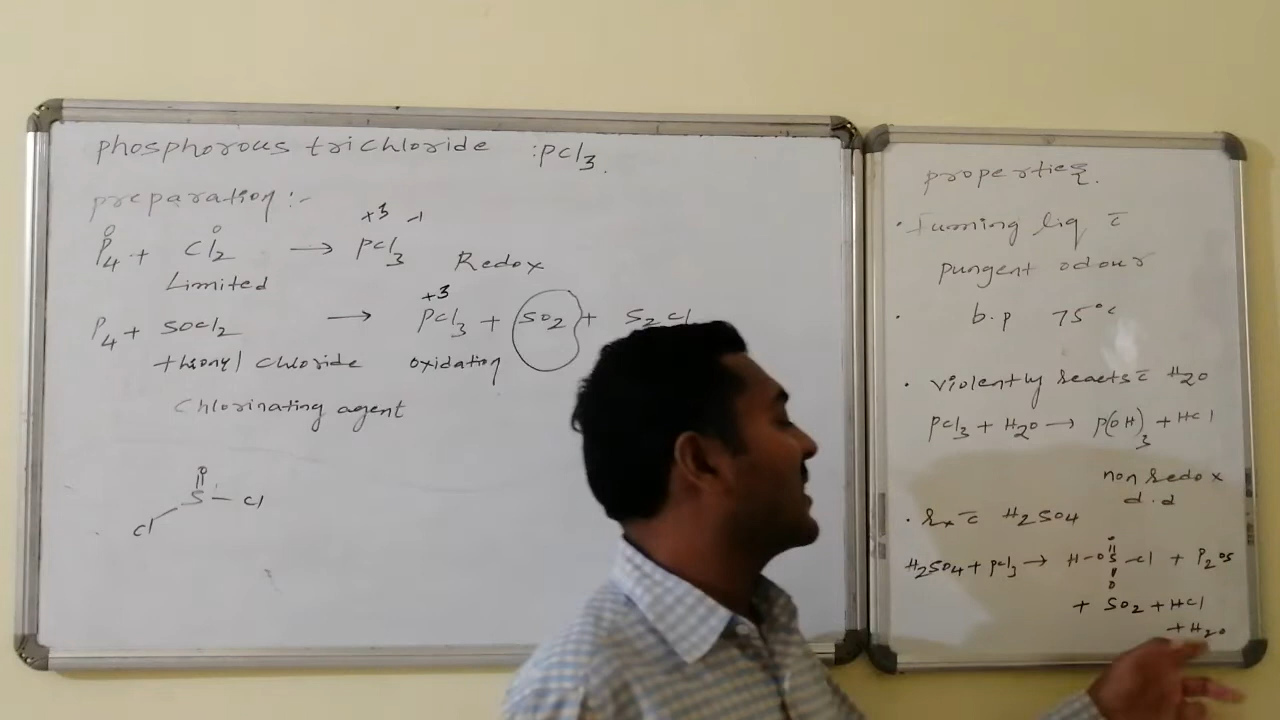 phosphorous trichloride :PCl3.
preparation :-
+3 -1
P4 + Cl2 → PCl3
o o
Limited
Redox
+3
P4 + SOCl2 → PCl3 + SO2 + S2Cl
thionyl chloride oxidation
Chlorinating agent
S - Cl
Cl
properties.
· Fuming liq c̄
pungent odour
· b.p 75°c
· violently reacts c̄ H2O
PCl3 + H2O → P(OH)3 + HCl
non redox
d.d
· Rx c̄ H2SO4
H2SO4 + PCl3 → H-O-S-Cl + P2O5
o
o
+ SO2 + HCl
+ H2O